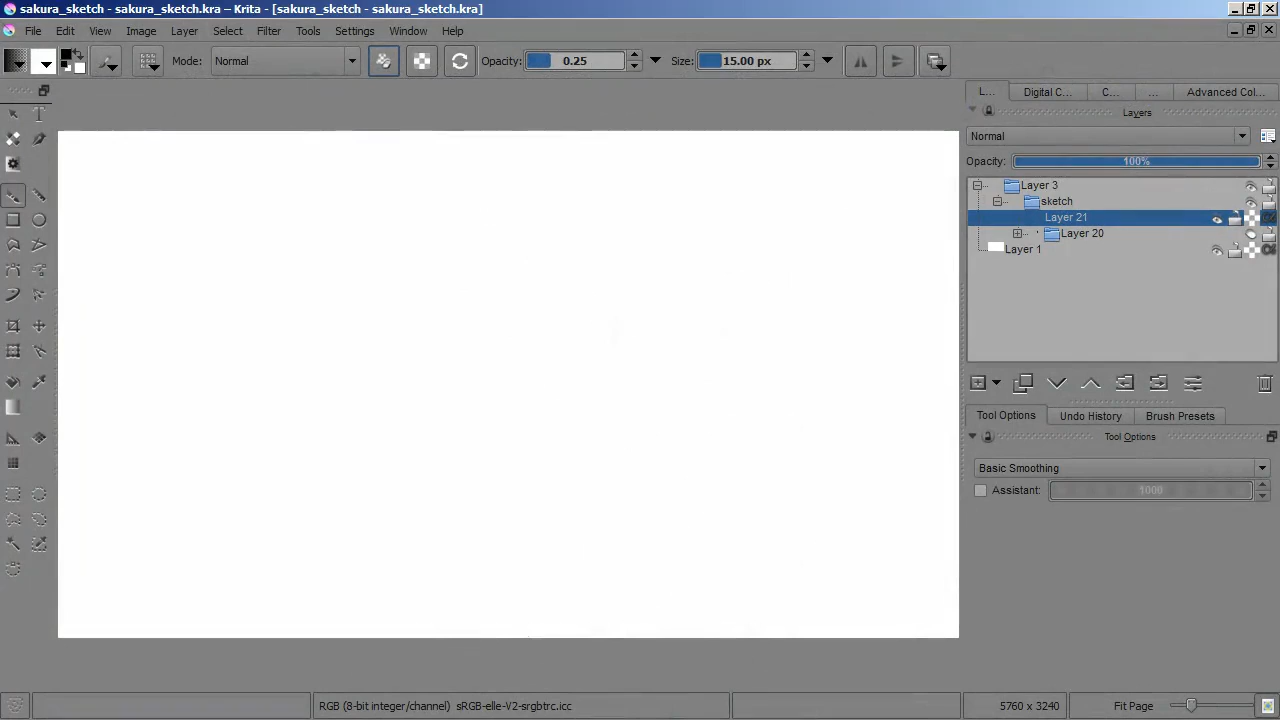 sakura_sketch - sakura_sketch.kra – Krita - [sakura_sketch - sakura_sketch.kra]
File Edit View Image Layer Select Filter Tools Settings Window Help
Mode: Normal Opacity: 0.25 Size: 15.00 px
L... Digital C... C... ... Advanced Col...
Layers
Normal
Opacity: 100%
Layer 3
sketch
Layer 21
Layer 20
Layer 1
Tool Options Undo History Brush Presets
Tool Options
Basic Smoothing
Assistant: 1000
RGB (8-bit integer/channel) sRGB-elle-V2-srgbtrc.icc 5760 x 3240 Fit Page